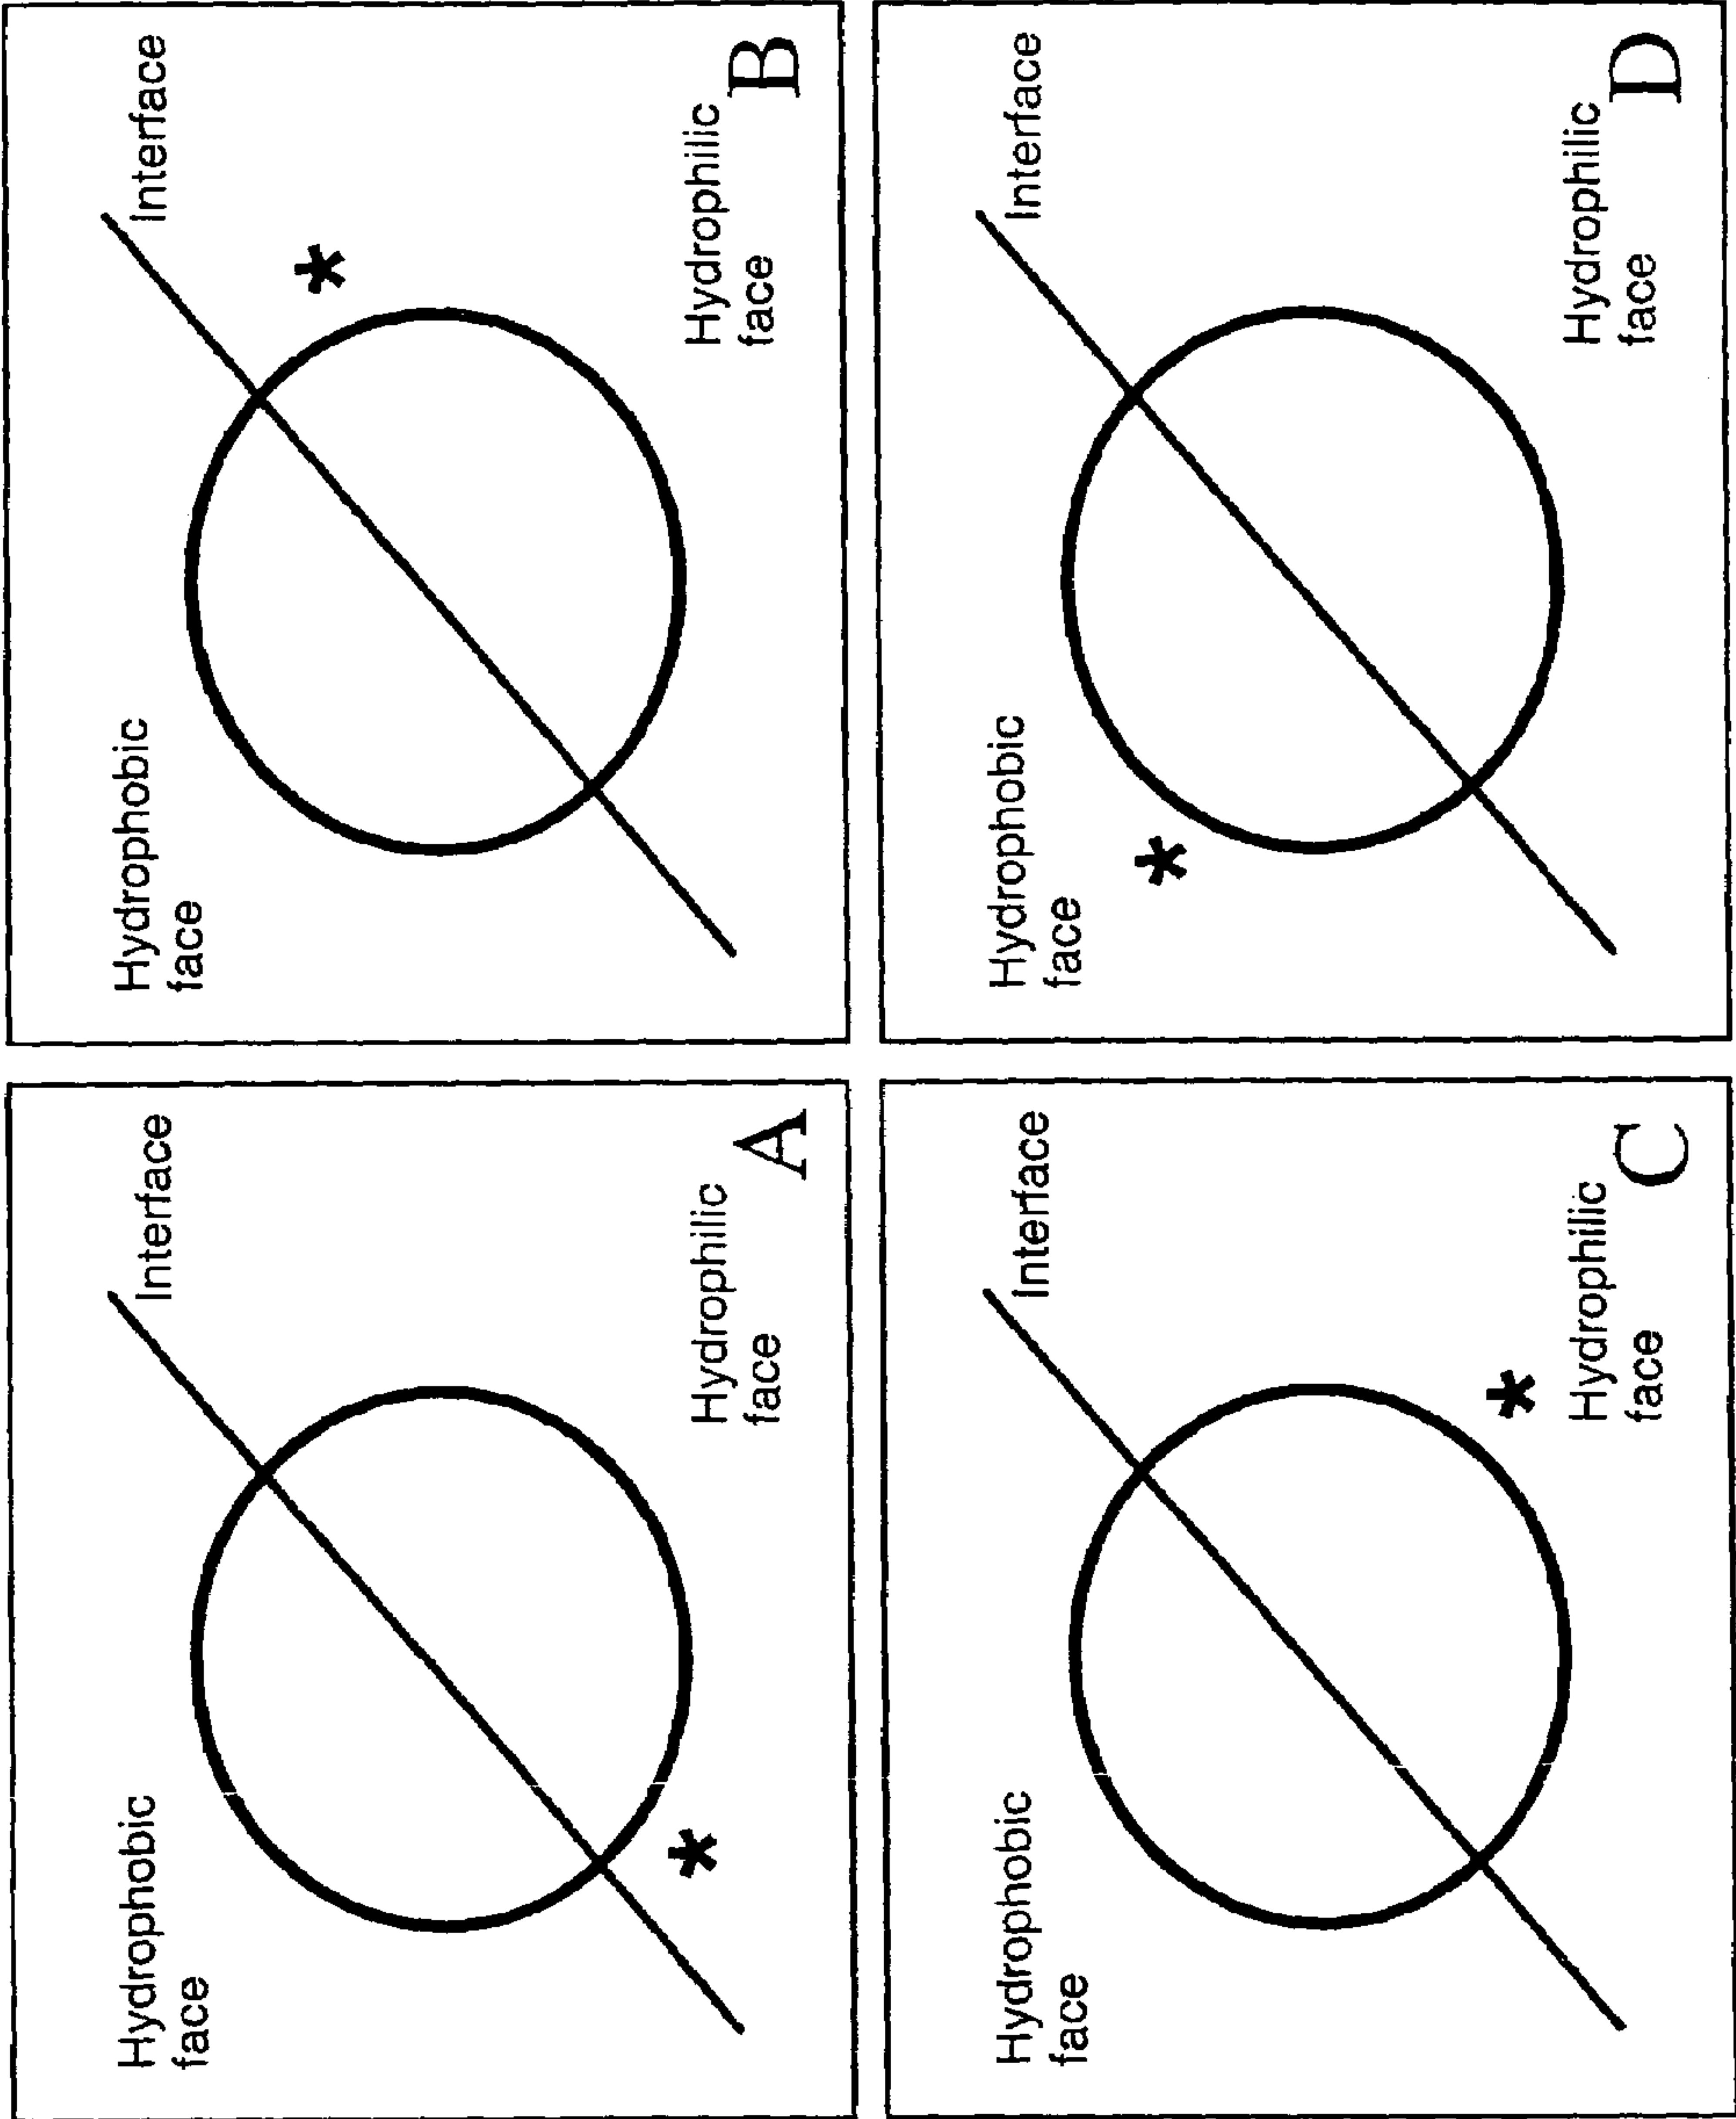 Hydrophobic
face
Interface
*
Hydrophilic
face
A
Hydrophobic
face
Interface
*
Hydrophilic
face
B
Hydrophobic
face
Interface
*
Hydrophilic
face
C
Hydrophobic
face
Interface
*
Hydrophilic
face
D